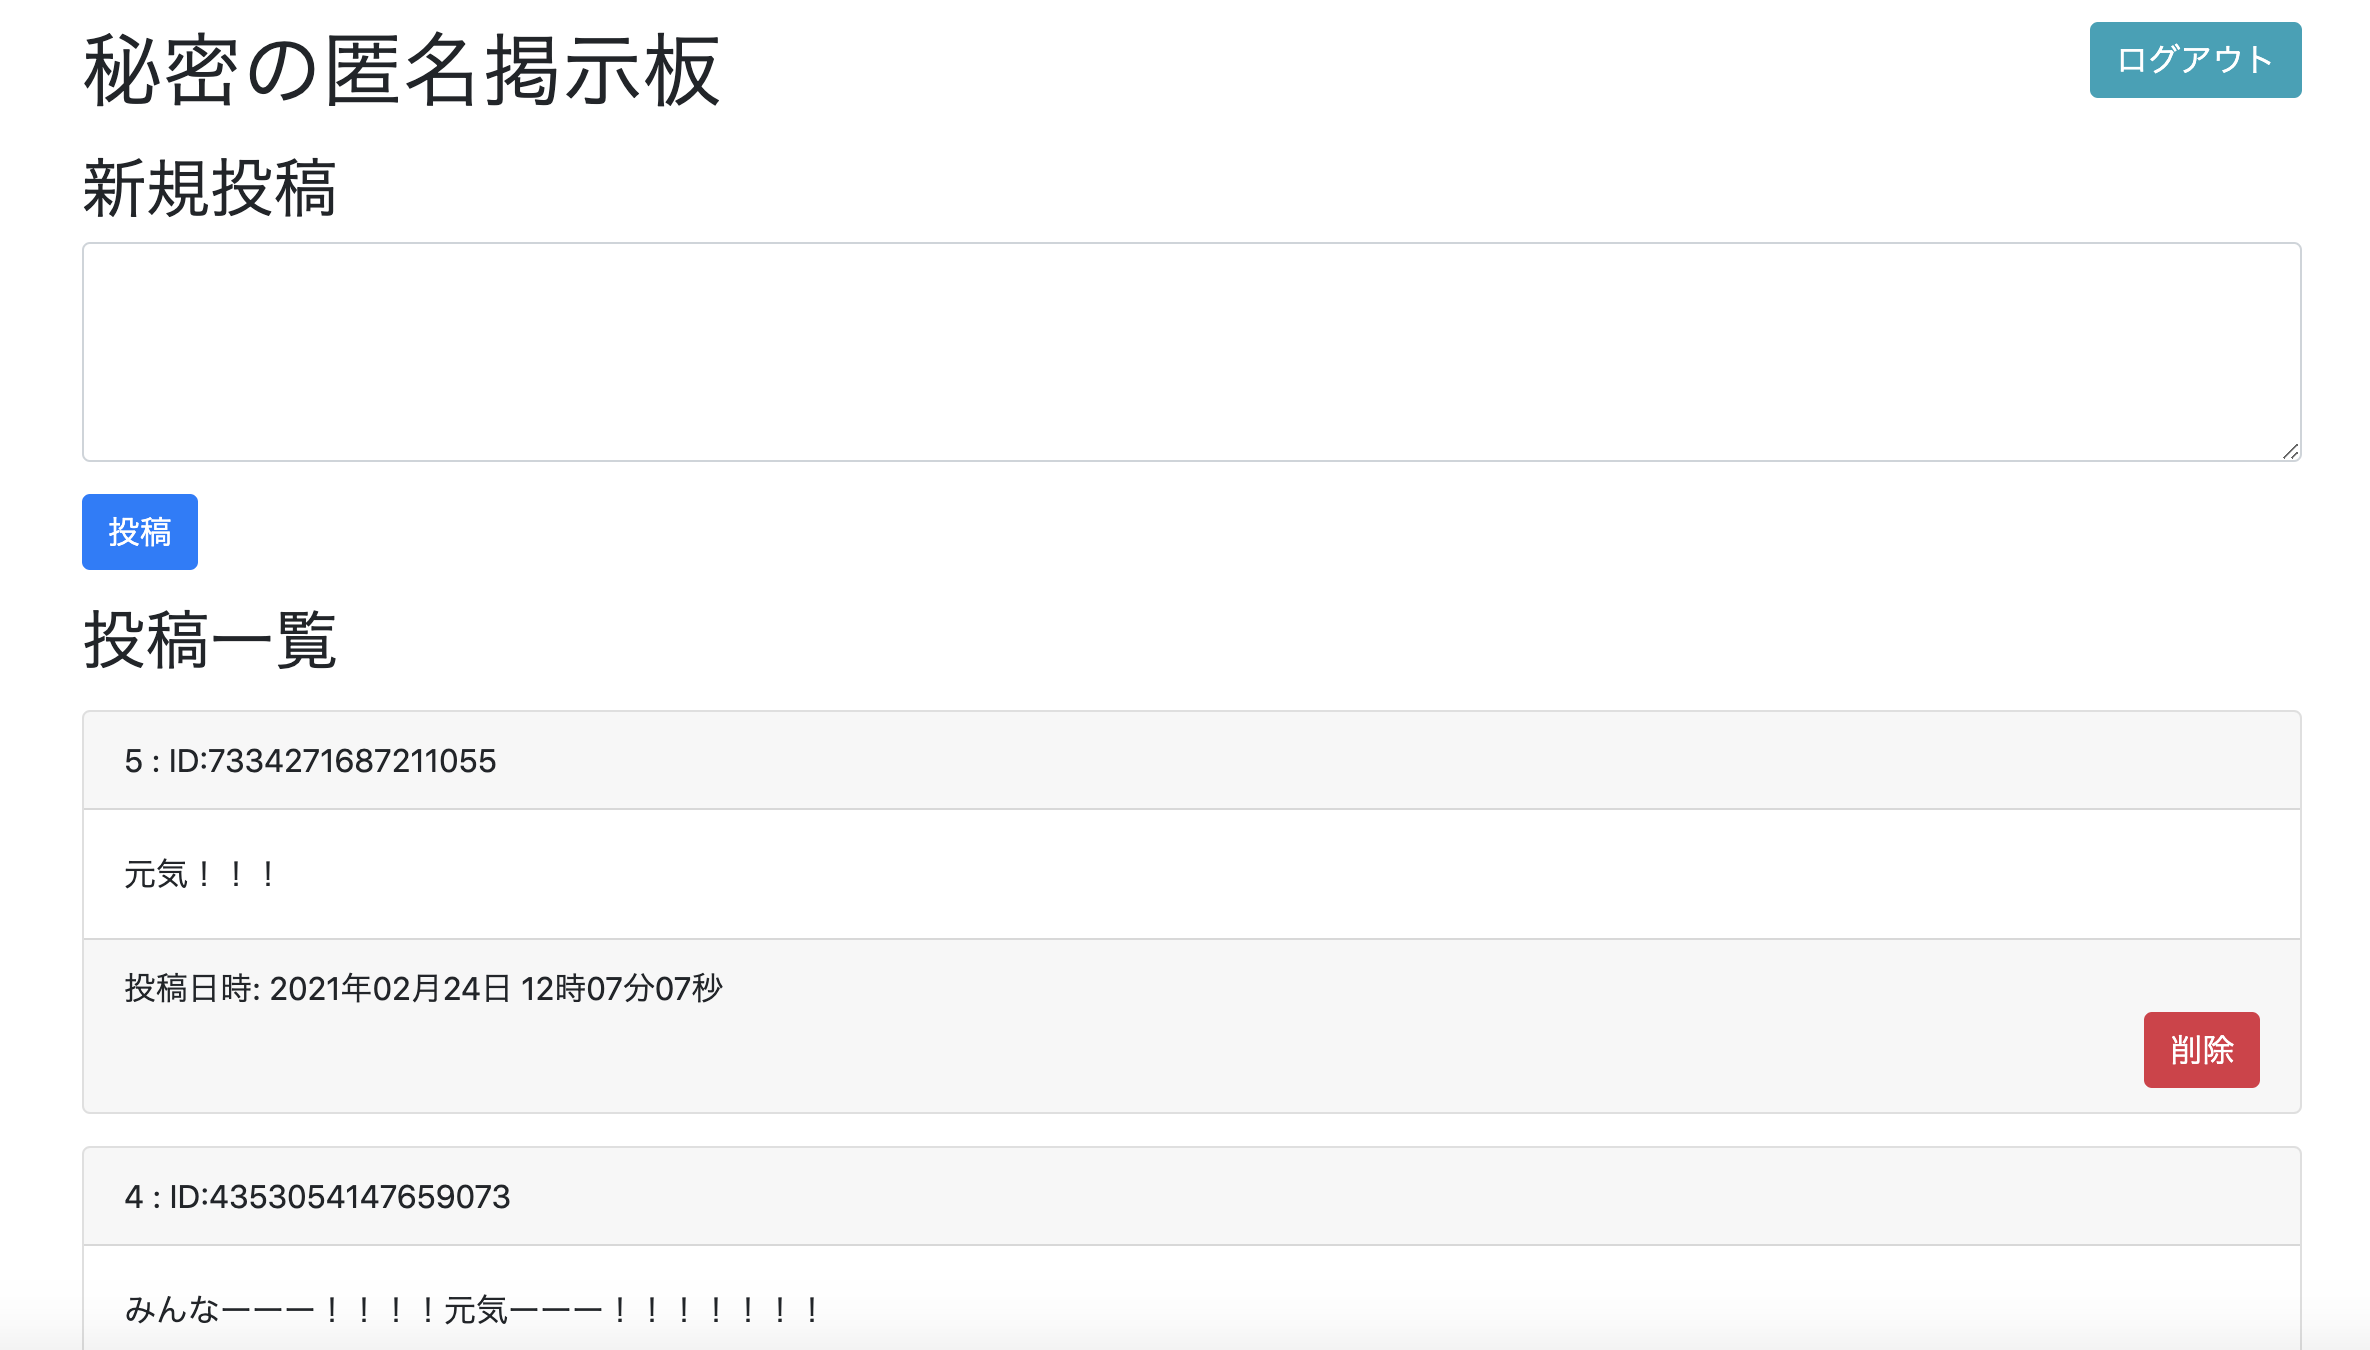 秘密の匿名掲示板
ログアウト
新規投稿
投稿
投稿一覧
5 : ID:7334271687211055
元気！！！
投稿日時: 2021年02月24日 12時07分07秒
削除
4 : ID:4353054147659073
みんなーーー！！！！元気ーーー！！！！！！！